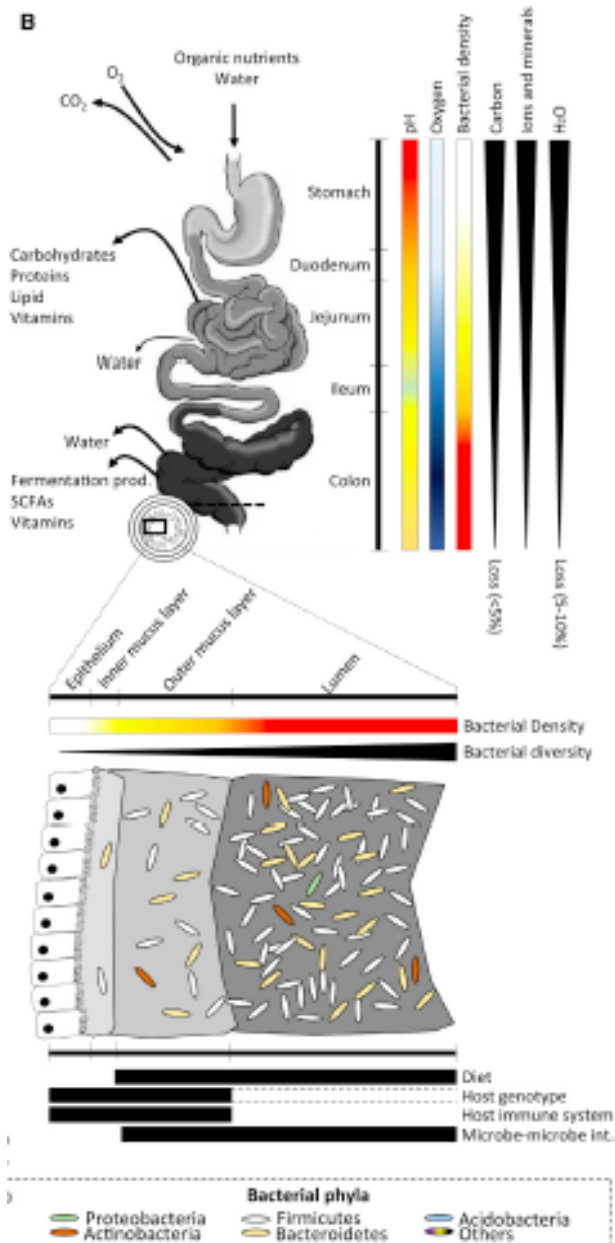 B
Organic nutrients
Water
O2
CO2
pH
Oxygen
Bacterial density
Carbon
Ions and minerals
H2O
Stomach
Duodenum
Jejunum
Ileum
Colon
Carbohydrates
Proteins
Lipid
Vitamins
Water
Water
Fermentation prod.
SCFAs
Vitamins
Loss (<5%)
Loss (5-10%)
Epithelium
Inner mucus layer
Outer mucus layer
Lumen
Bacterial Density
Bacterial diversity
Diet
Host genotype
Host immune system
Microbe-microbe int.
Bacterial phyla
Proteobacteria
Firmicutes
Acidobacteria
Actinobacteria
Bacteroidetes
Others